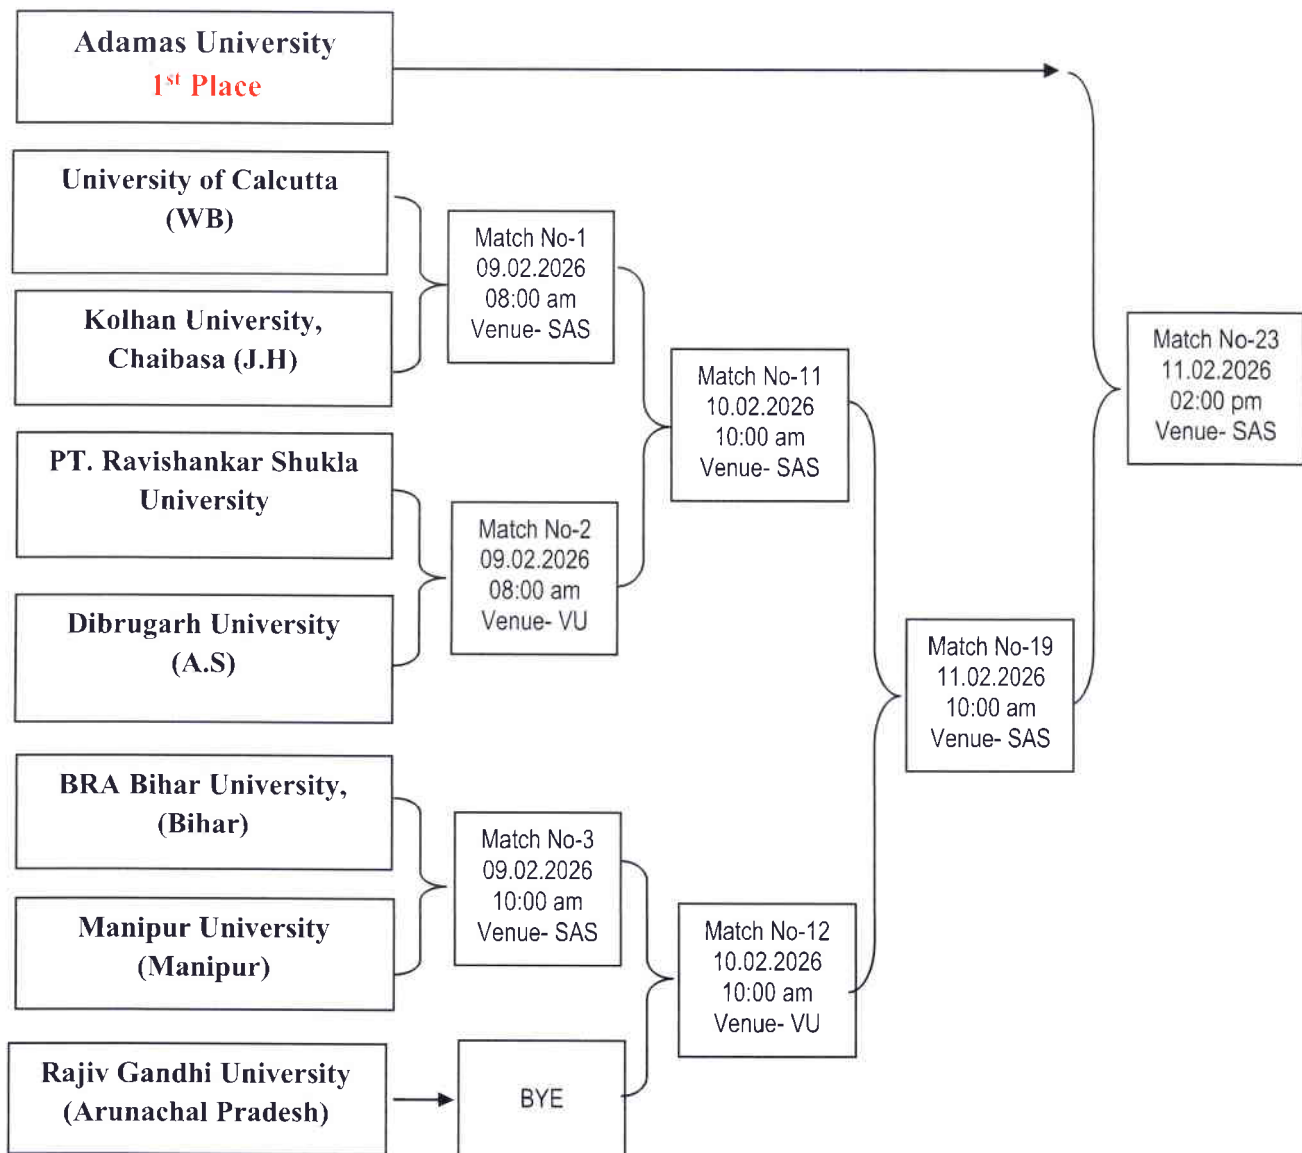 Adamas University
1st Place
University of Calcutta
(WB)
Match No-1
09.02.2026
08:00 am
Venue- SAS
Kolhan University,
Chaibasa (J.H)
Match No-11
10.02.2026
10:00 am
Venue- SAS
Match No-23
11.02.2026
02:00 pm
Venue- SAS
PT. Ravishankar Shukla
University
Match No-2
09.02.2026
08:00 am
Venue- VU
Dibrugarh University
(A.S)
Match No-19
11.02.2026
10:00 am
Venue- SAS
BRA Bihar University,
(Bihar)
Match No-3
09.02.2026
10:00 am
Venue- SAS
Manipur University
(Manipur)
Match No-12
10.02.2026
10:00 am
Venue- VU
Rajiv Gandhi University
(Arunachal Pradesh)
BYE